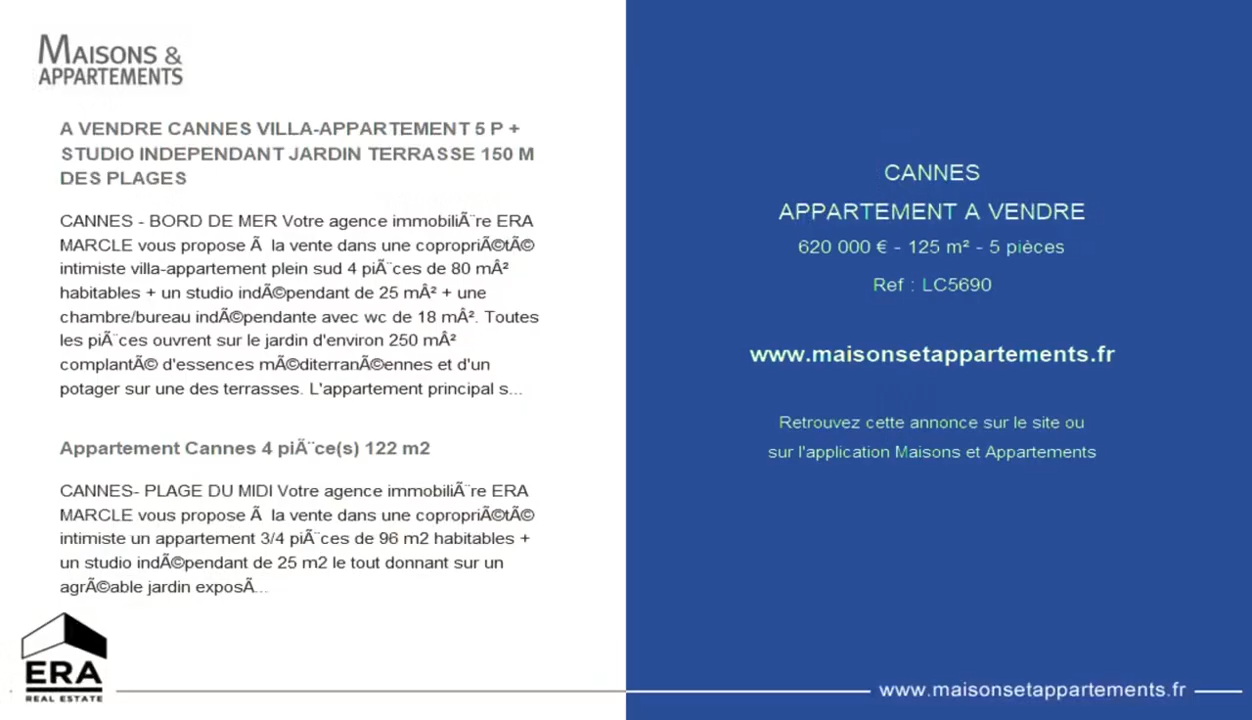 MAISONS &
APPARTEMENTS
A VENDRE CANNES VILLA-APPARTEMENT 5 P +
STUDIO INDEPENDANT JARDIN TERRASSE 150 M
DES PLAGES
CANNES - BORD DE MER Votre agence immobiliÃ¨re ERA
MARCLE vous propose Ã  la vente dans une copropriÃ©tÃ©
intimiste villa-appartement plein sud 4 piÃ¨ces de 80 mÂ²
habitables + un studio indÃ©pendant de 25 mÂ² + une
chambre/bureau indÃ©pendante avec wc de 18 mÂ². Toutes
les piÃ¨ces ouvrent sur le jardin d'environ 250 mÂ²
complantÃ© d'essences mÃ©diterranÃ©ennes et d'un
potager sur une des terrasses. L'appartement principal s...
Appartement Cannes 4 piÃ¨ce(s) 122 m2
CANNES- PLAGE DU MIDI Votre agence immobiliÃ¨re ERA
MARCLE vous propose Ã  la vente dans une copropriÃ©tÃ©
intimiste un appartement 3/4 piÃ¨ces de 96 m2 habitables +
un studio indÃ©pendant de 25 m2 le tout donnant sur un
agrÃ©able jardin exposÃ...
ERA
REAL ESTATE
CANNES
APPARTEMENT A VENDRE
620 000 € - 125 m² - 5 pièces
Ref : LC5690
www.maisonsetappartements.fr
Retrouvez cette annonce sur le site ou
sur l'application Maisons et Appartements
www.maisonsetappartements.fr